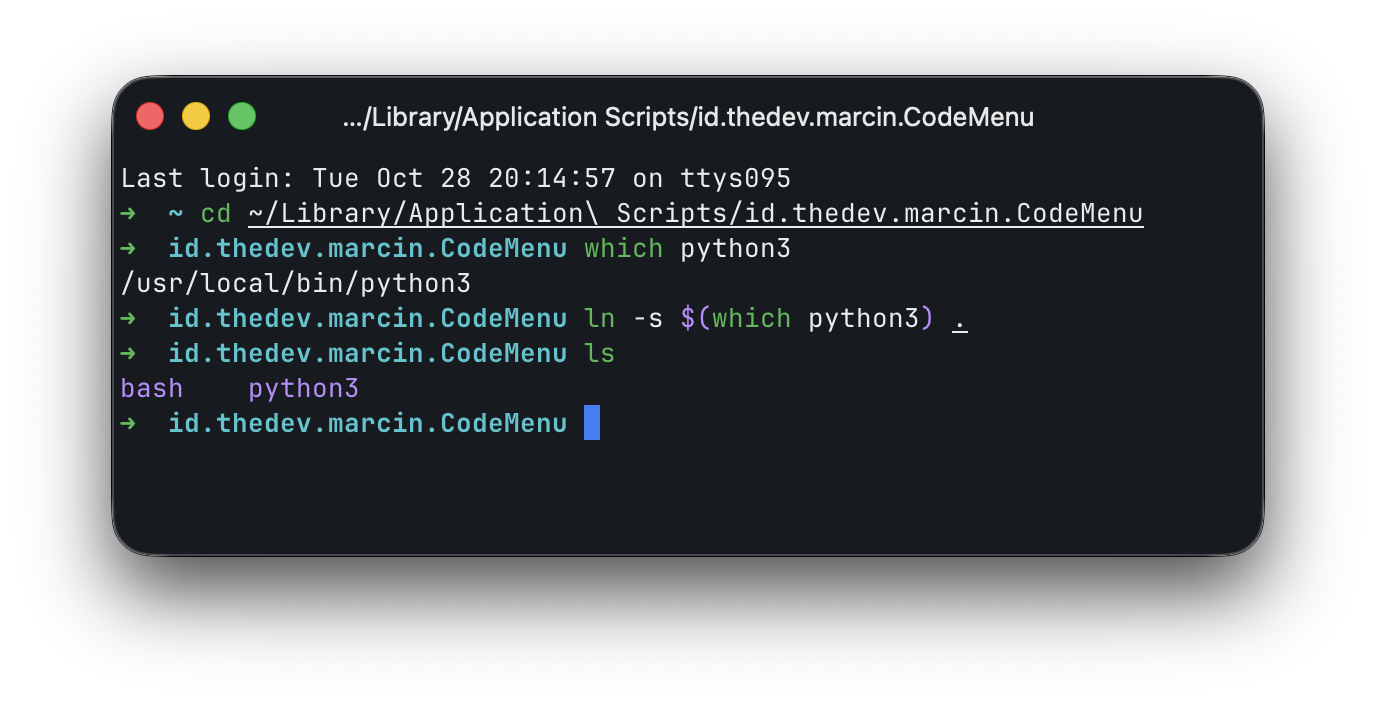 .../Library/Application Scripts/id.thedev.marcin.CodeMenu
Last login: Tue Oct 28 20:14:57 on ttys095
➜  ~ cd ~/Library/Application\ Scripts/id.thedev.marcin.CodeMenu
➜  id.thedev.marcin.CodeMenu which python3
/usr/local/bin/python3
➜  id.thedev.marcin.CodeMenu ln -s $(which python3) .
➜  id.thedev.marcin.CodeMenu ls
bash    python3
➜  id.thedev.marcin.CodeMenu